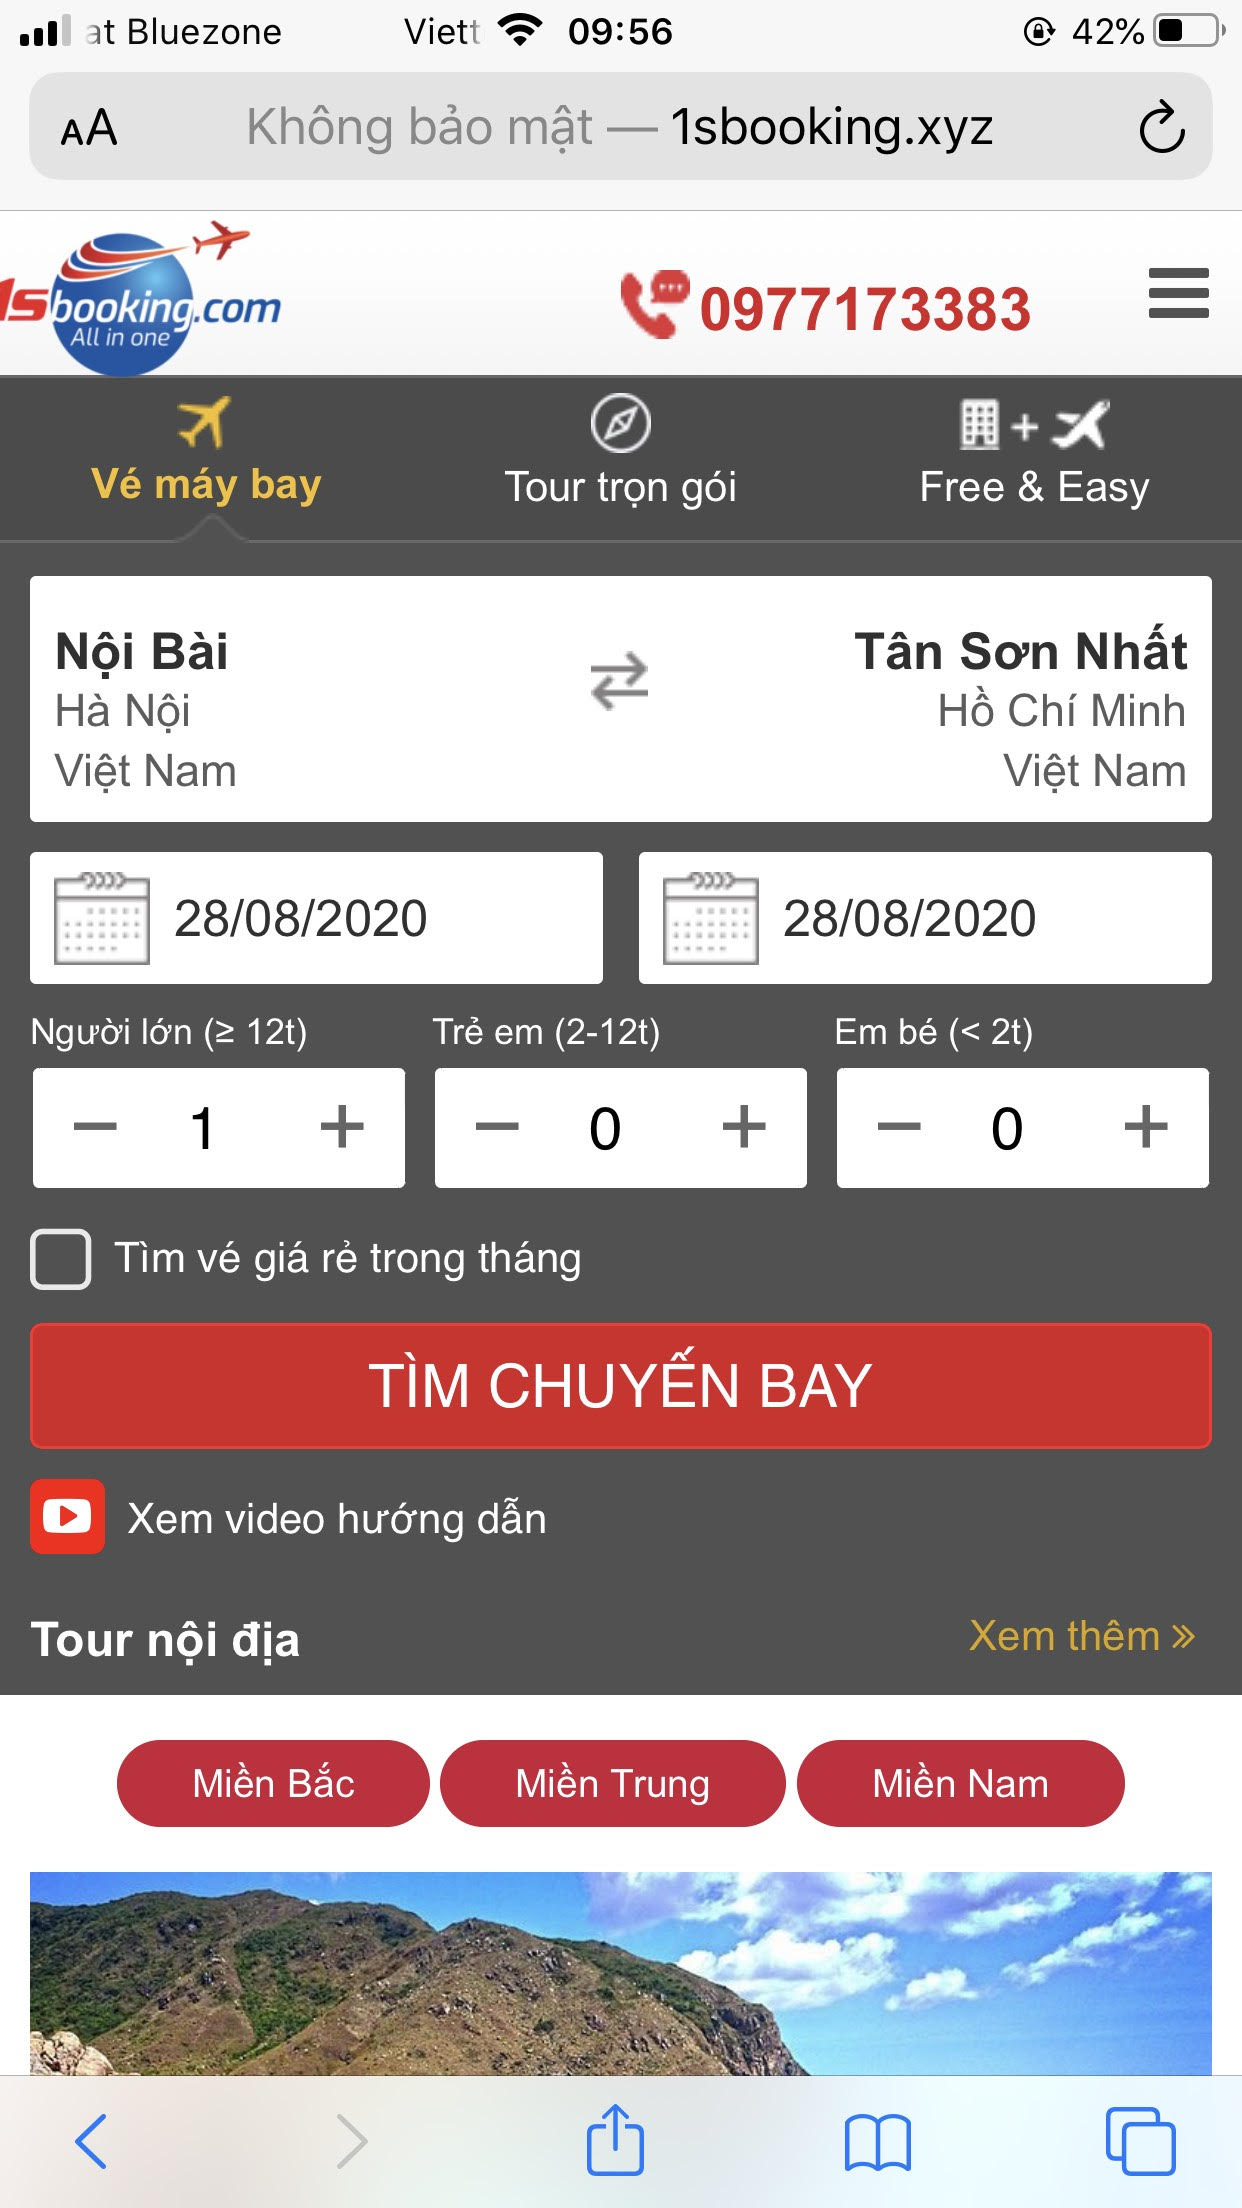 at Bluezone Viett 09:56 42%
AA Không bảo mật — 1sbooking.xyz
1sbooking.com
All in one
0977173383
Vé máy bay Tour trọn gói Free & Easy
Nội Bài Tân Sơn Nhất
Hà Nội Hồ Chí Minh
Việt Nam Việt Nam
28/08/2020 28/08/2020
Người lớn (≥ 12t) Trẻ em (2-12t) Em bé (< 2t)
− 1 + − 0 + − 0 +
Tìm vé giá rẻ trong tháng
TÌM CHUYẾN BAY
Xem video hướng dẫn
Tour nội địa Xem thêm »
Miền Bắc Miền Trung Miền Nam